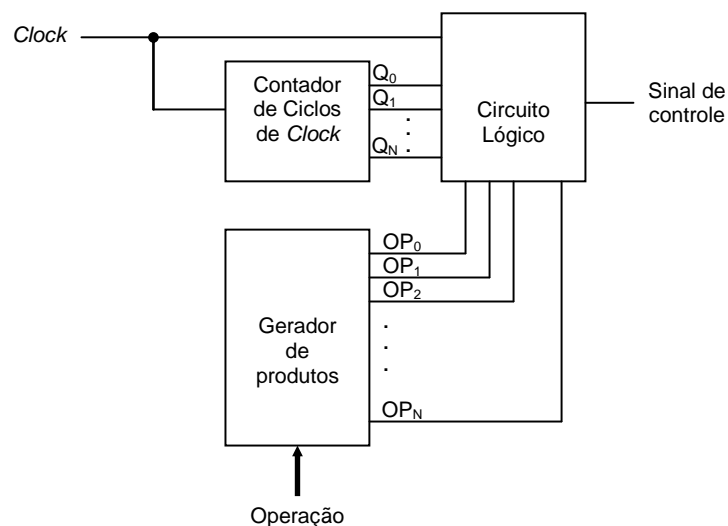 Clock
Contador
de Ciclos
de Clock
Q0
Q1
.
.
.
QN
Circuito
Lógico
Sinal de
controle
Gerador
de
produtos
OP0
OP1
OP2
.
.
.
OPN
Operação